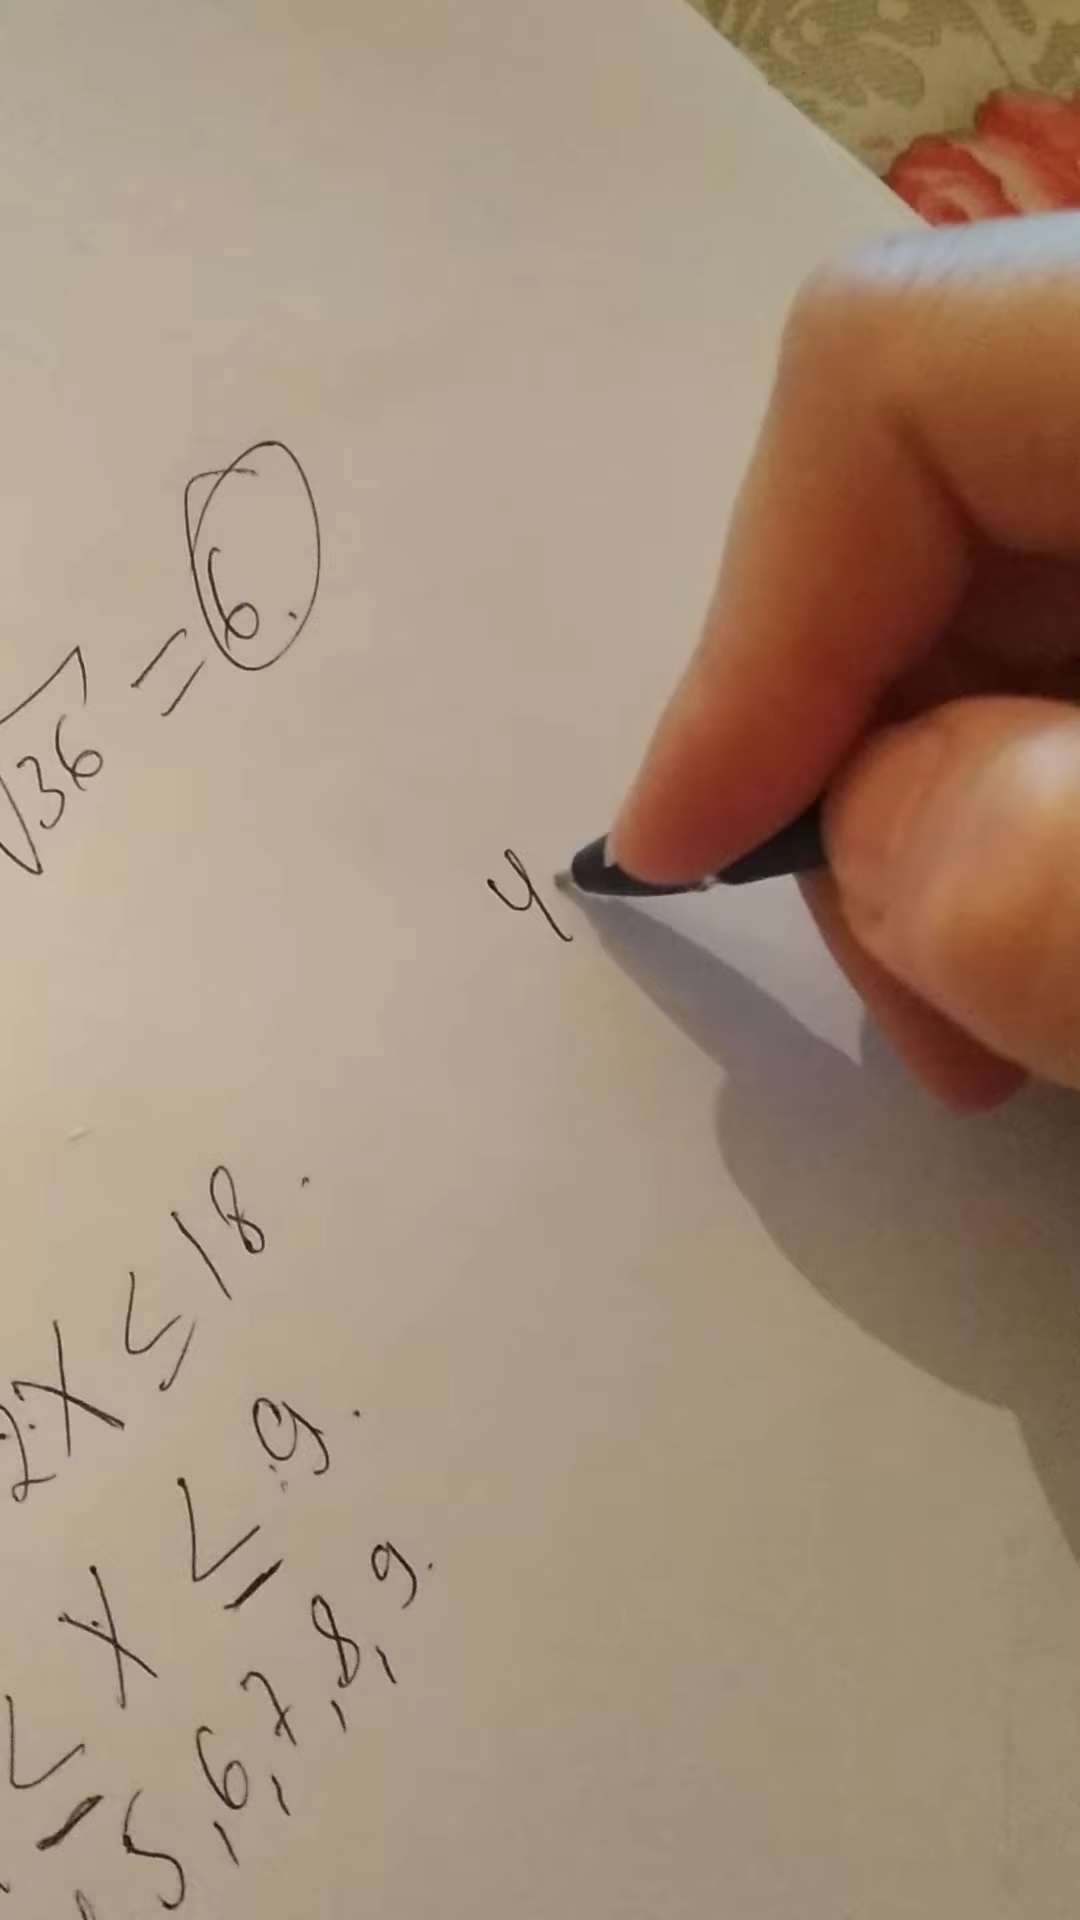 √36 = 6.
4
2x ≤ 18.
≤ x ≤ 9.
5, 6, 7, 8, 9.